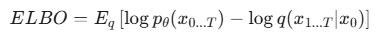 ELBO = E_q [log p_θ(x_{0...T}) − log q(x_{1...T}|x_0)]